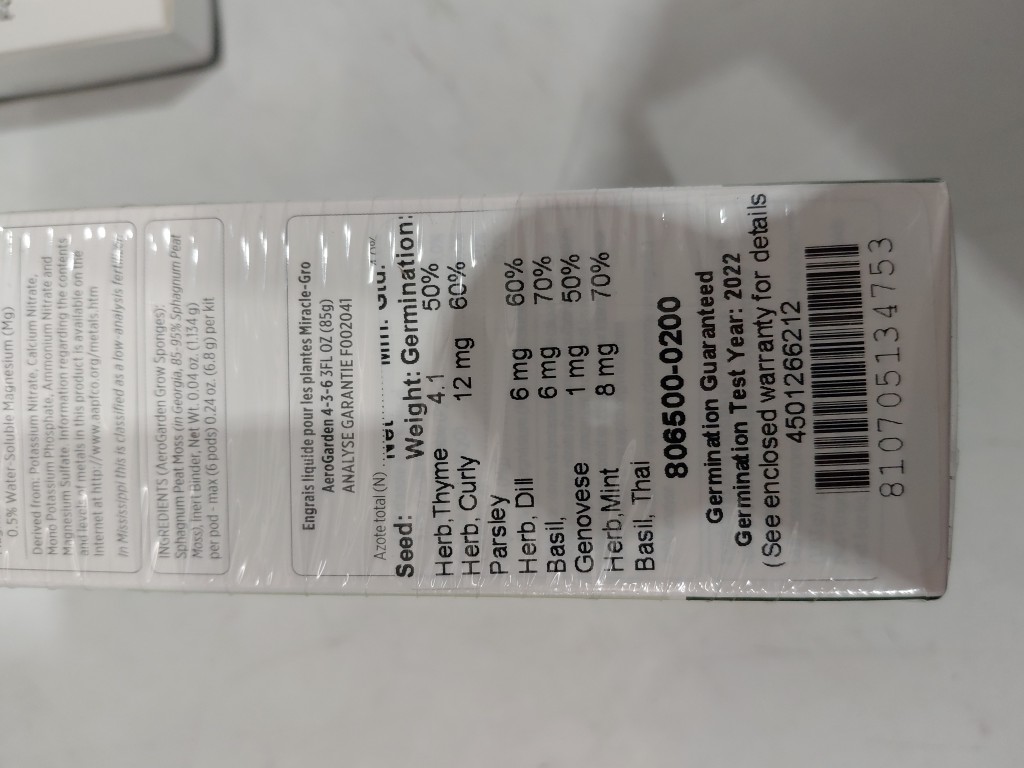 0.5% Water Soluble Magnesium (Mg)
Derived from: Potassium Nitrate, Calcium Nitrate,
Mono Potassium Phosphate, Ammonium Nitrate and
Magnesium Sulfate. Information regarding the contents
and levels of metals in this product is available on the
Internet at http://www.aapfco.org/metals.htm
In Mississippi this is classified as a low analysis
INGREDIENTS (AeroGarden Grow Sponges):
Sphagnum Peat Moss (in Georgia, 85-95% Sphagnum Peat
Moss), inert binder, Net Wt. 0.04 oz. (1.134 g)
per pod - max (6 pods) 0.24 oz. (6.8 g) per kit
Engrais liquide pour les plantes Miracle-Gro
AeroGarden 4-3-6 3FL OZ (85g)
ANALYSE GARANTIE F002041
Azote total (N)
Seed: Weight: Germination:
Herb,Thyme 4.1 50%
Herb, Curly 12 mg 60%
Parsley
Herb, Dill 6 mg 60%
Basil, 6 mg 70%
Genovese 1 mg 50%
Herb,Mint 8 mg 70%
Basil, Thai
806500-0200
Germination Guaranteed
Germination Test Year: 2022
(See enclosed warranty for details
4501266212
810705134753